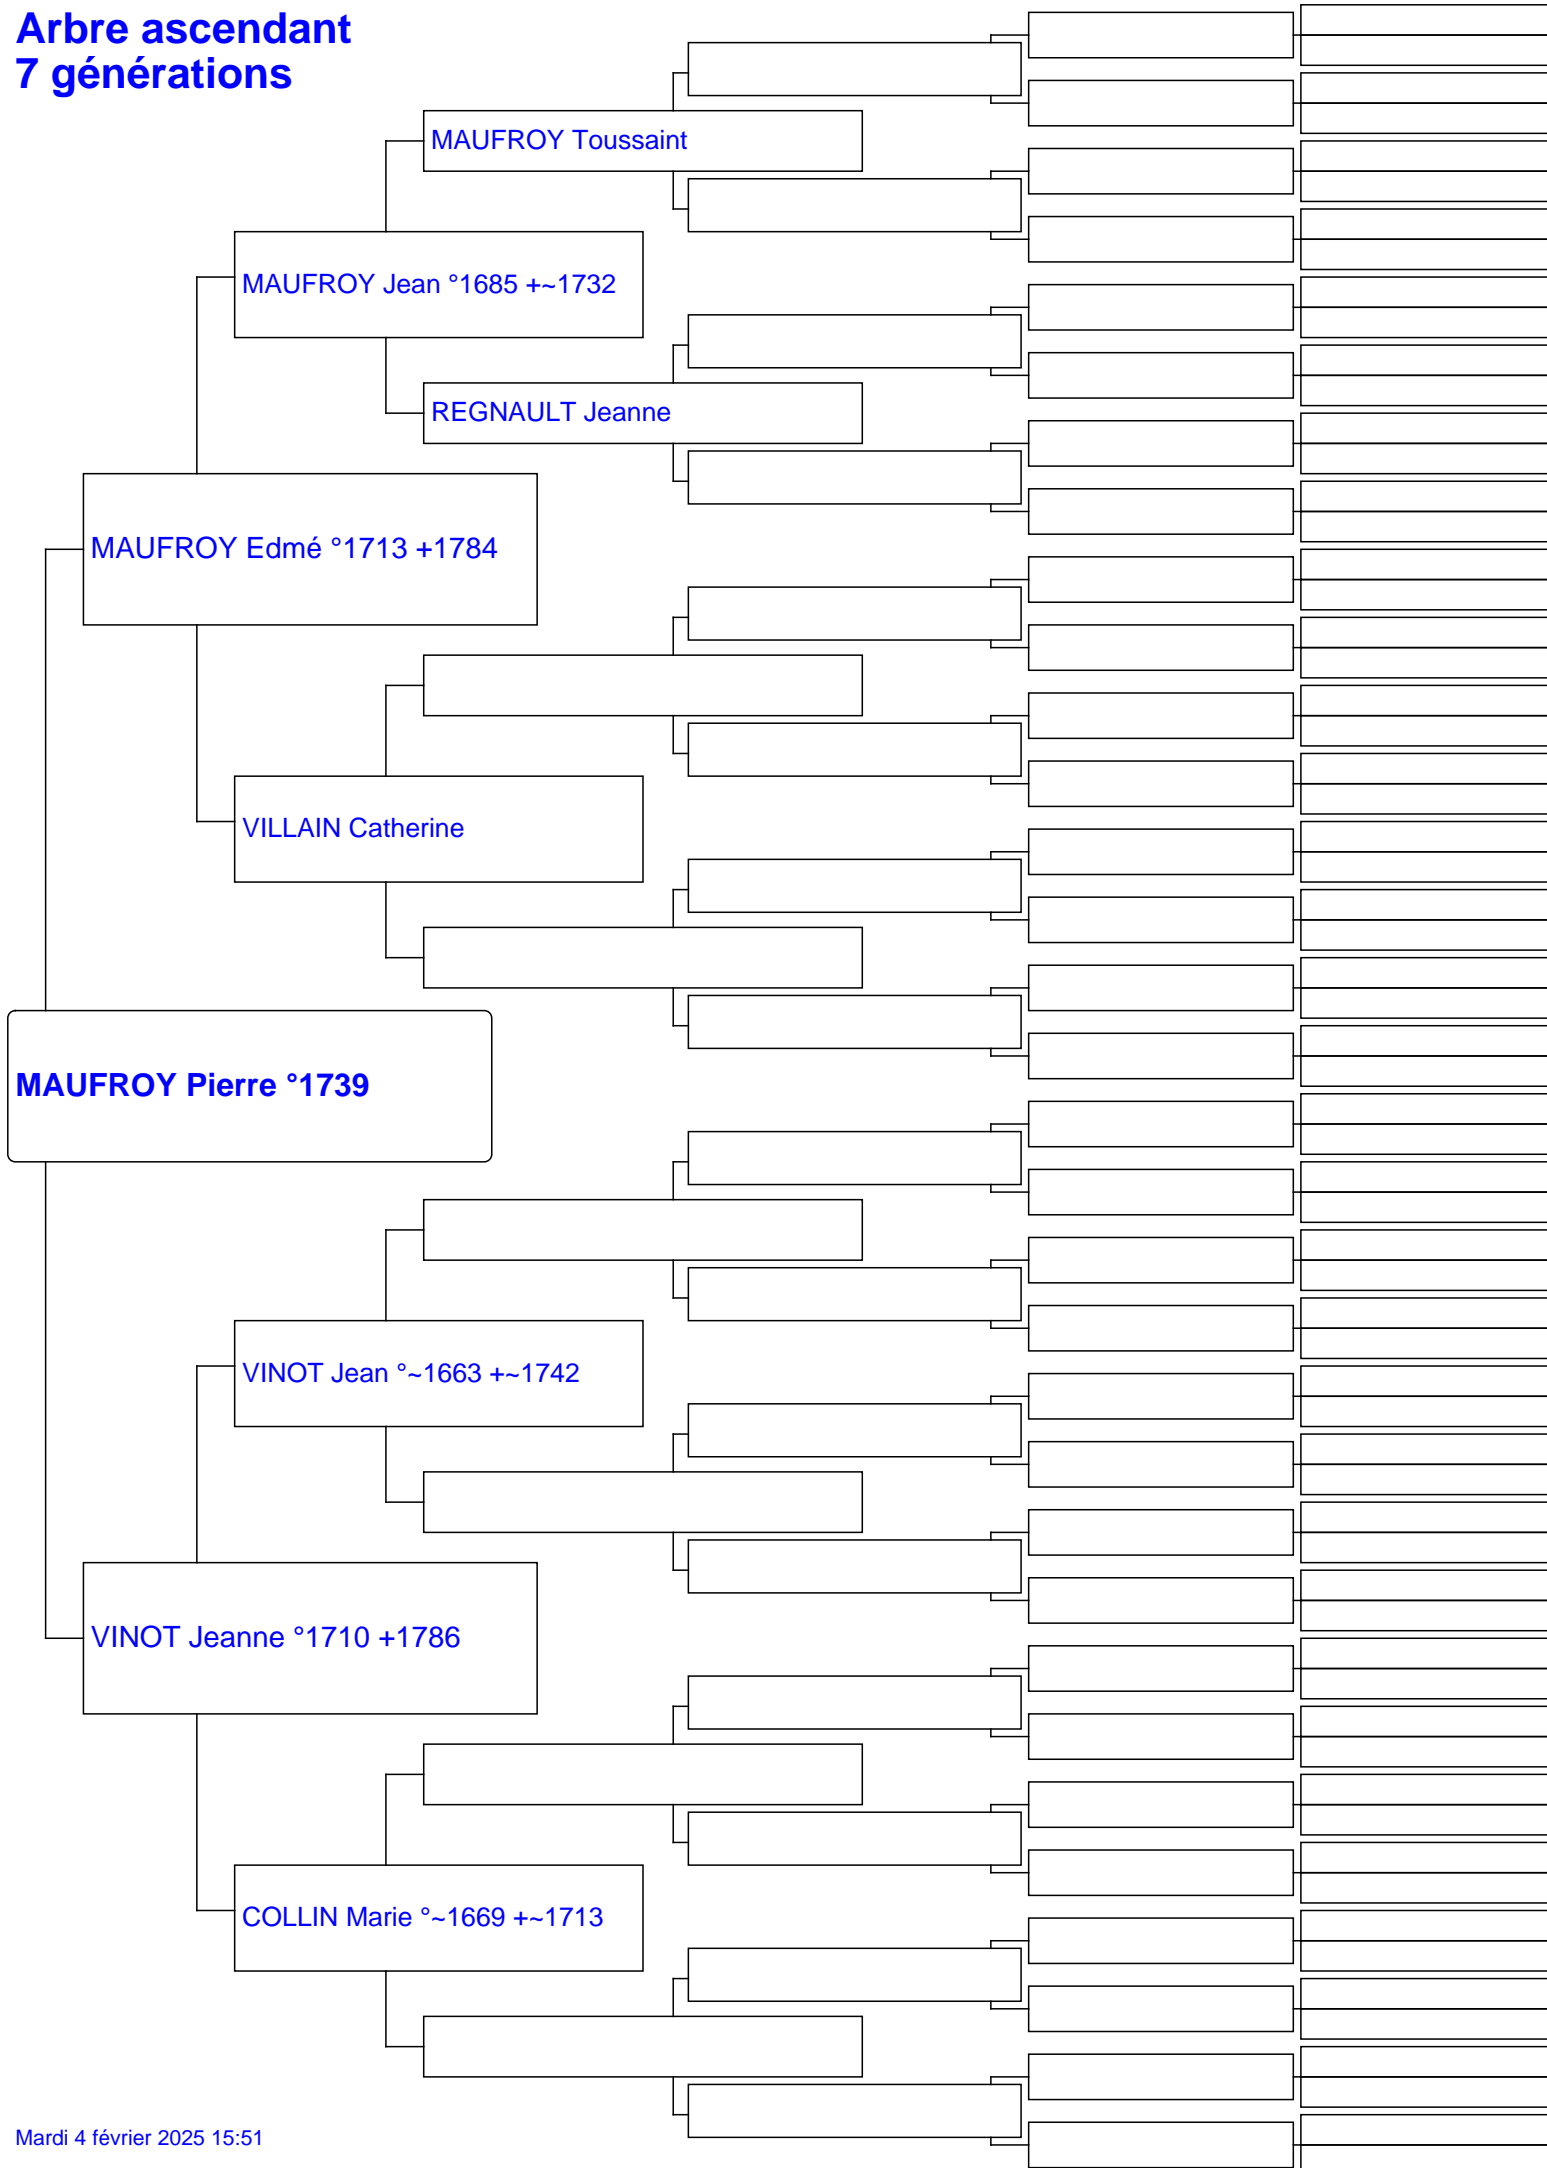 Arbre ascendant
7 générations
MAUFROY Toussaint
MAUFROY Jean °1685 +~1732
REGNAULT Jeanne
MAUFROY Edmé °1713 +1784
VILLAIN Catherine
MAUFROY Pierre °1739
VINOT Jean °~1663 +~1742
VINOT Jeanne °1710 +1786
COLLIN Marie °~1669 +~1713
Mardi 4 février 2025 15:51